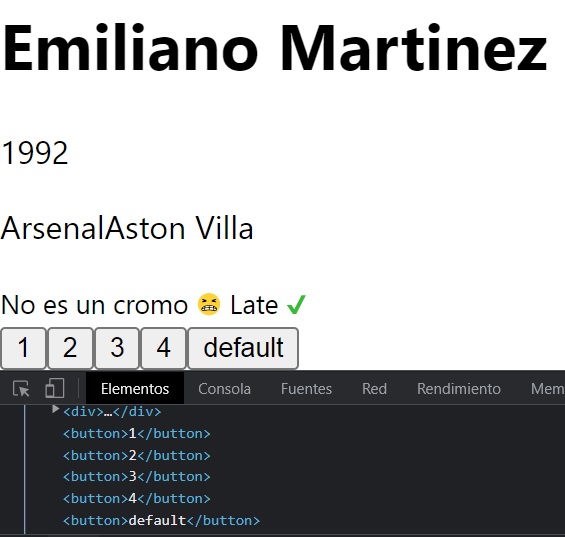 Emiliano Martinez
1992
ArsenalAston Villa
No es un cromo 😬 Late ✔
1 2 3 4 default
Elementos Consola Fuentes Red Rendimiento Mem
<div>…</div>
<button>1</button>
<button>2</button>
<button>3</button>
<button>4</button>
<button>default</button>